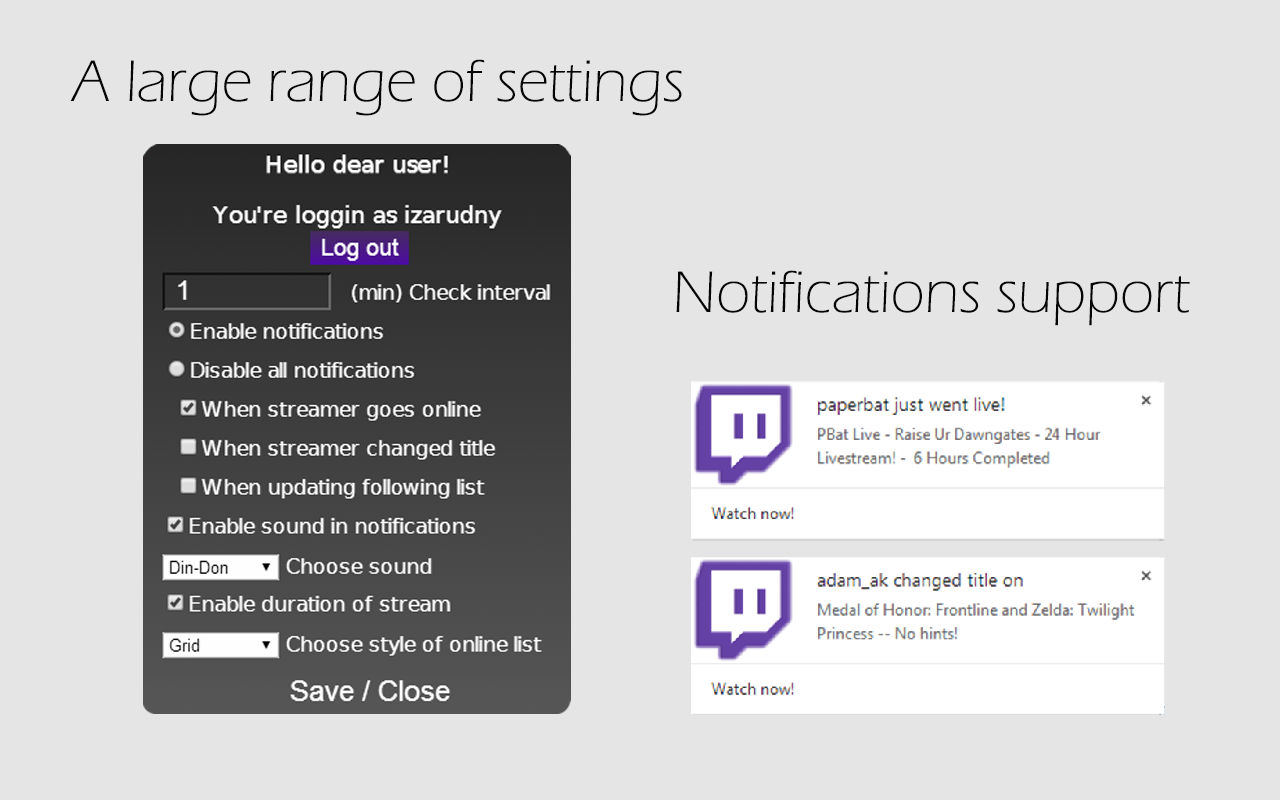 A large range of settings
Hello dear user!
You're loggin as izarudny
Log out
1 (min) Check interval
Enable notifications
Disable all notifications
When streamer goes online
When streamer changed title
When updating following list
Enable sound in notifications
Din-Don Choose sound
Enable duration of stream
Grid Choose style of online list
Save / Close
Notifications support
paperbat just went live!
PBat Live - Raise Ur Dawngates - 24 Hour
Livestream! - 6 Hours Completed
Watch now!
adam_ak changed title on
Medal of Honor: Frontline and Zelda: Twilight
Princess -- No hints!
Watch now!